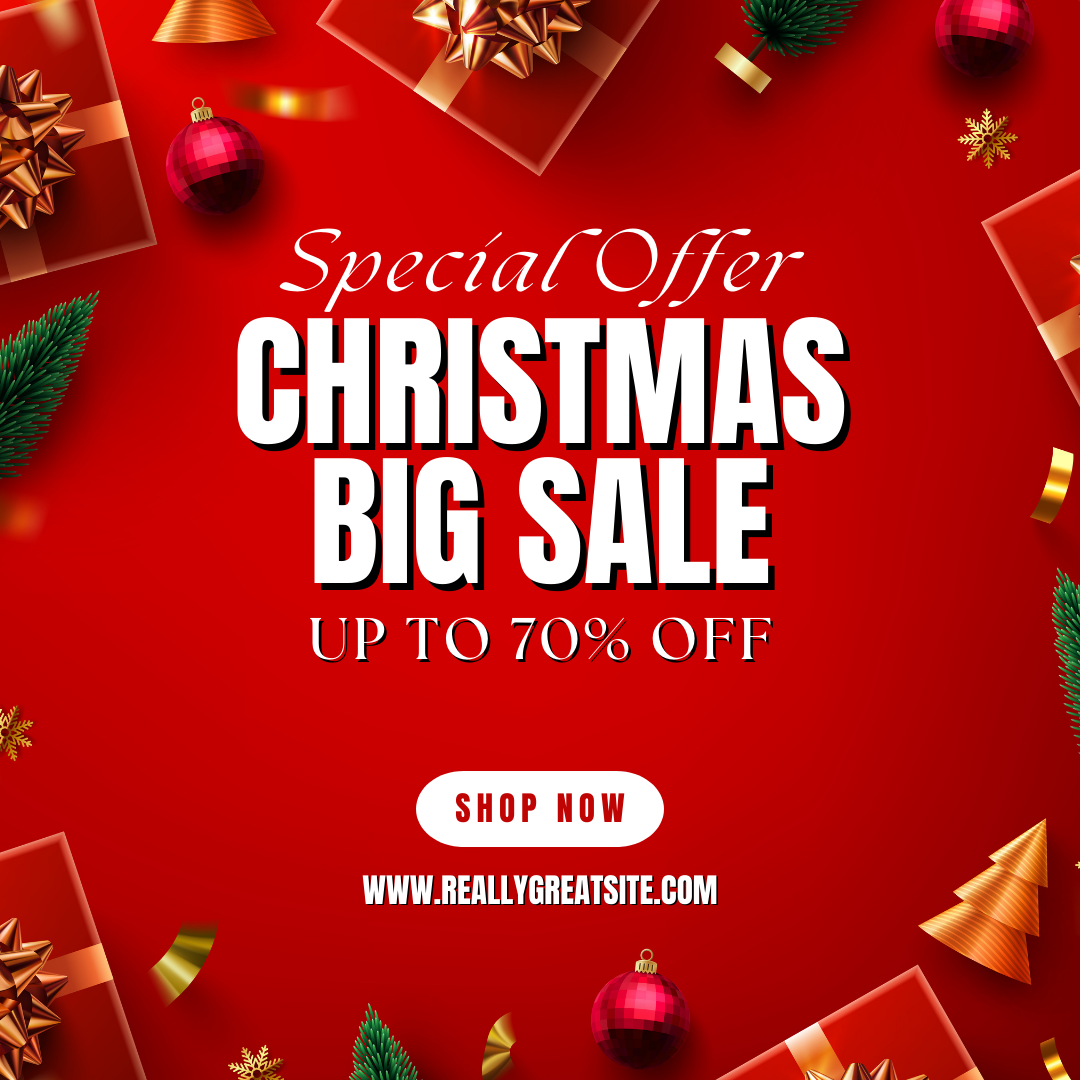 Special Offer
CHRISTMAS
BIG SALE
UP TO 70% OFF
SHOP NOW
WWW.REALLYGREATSITE.COM